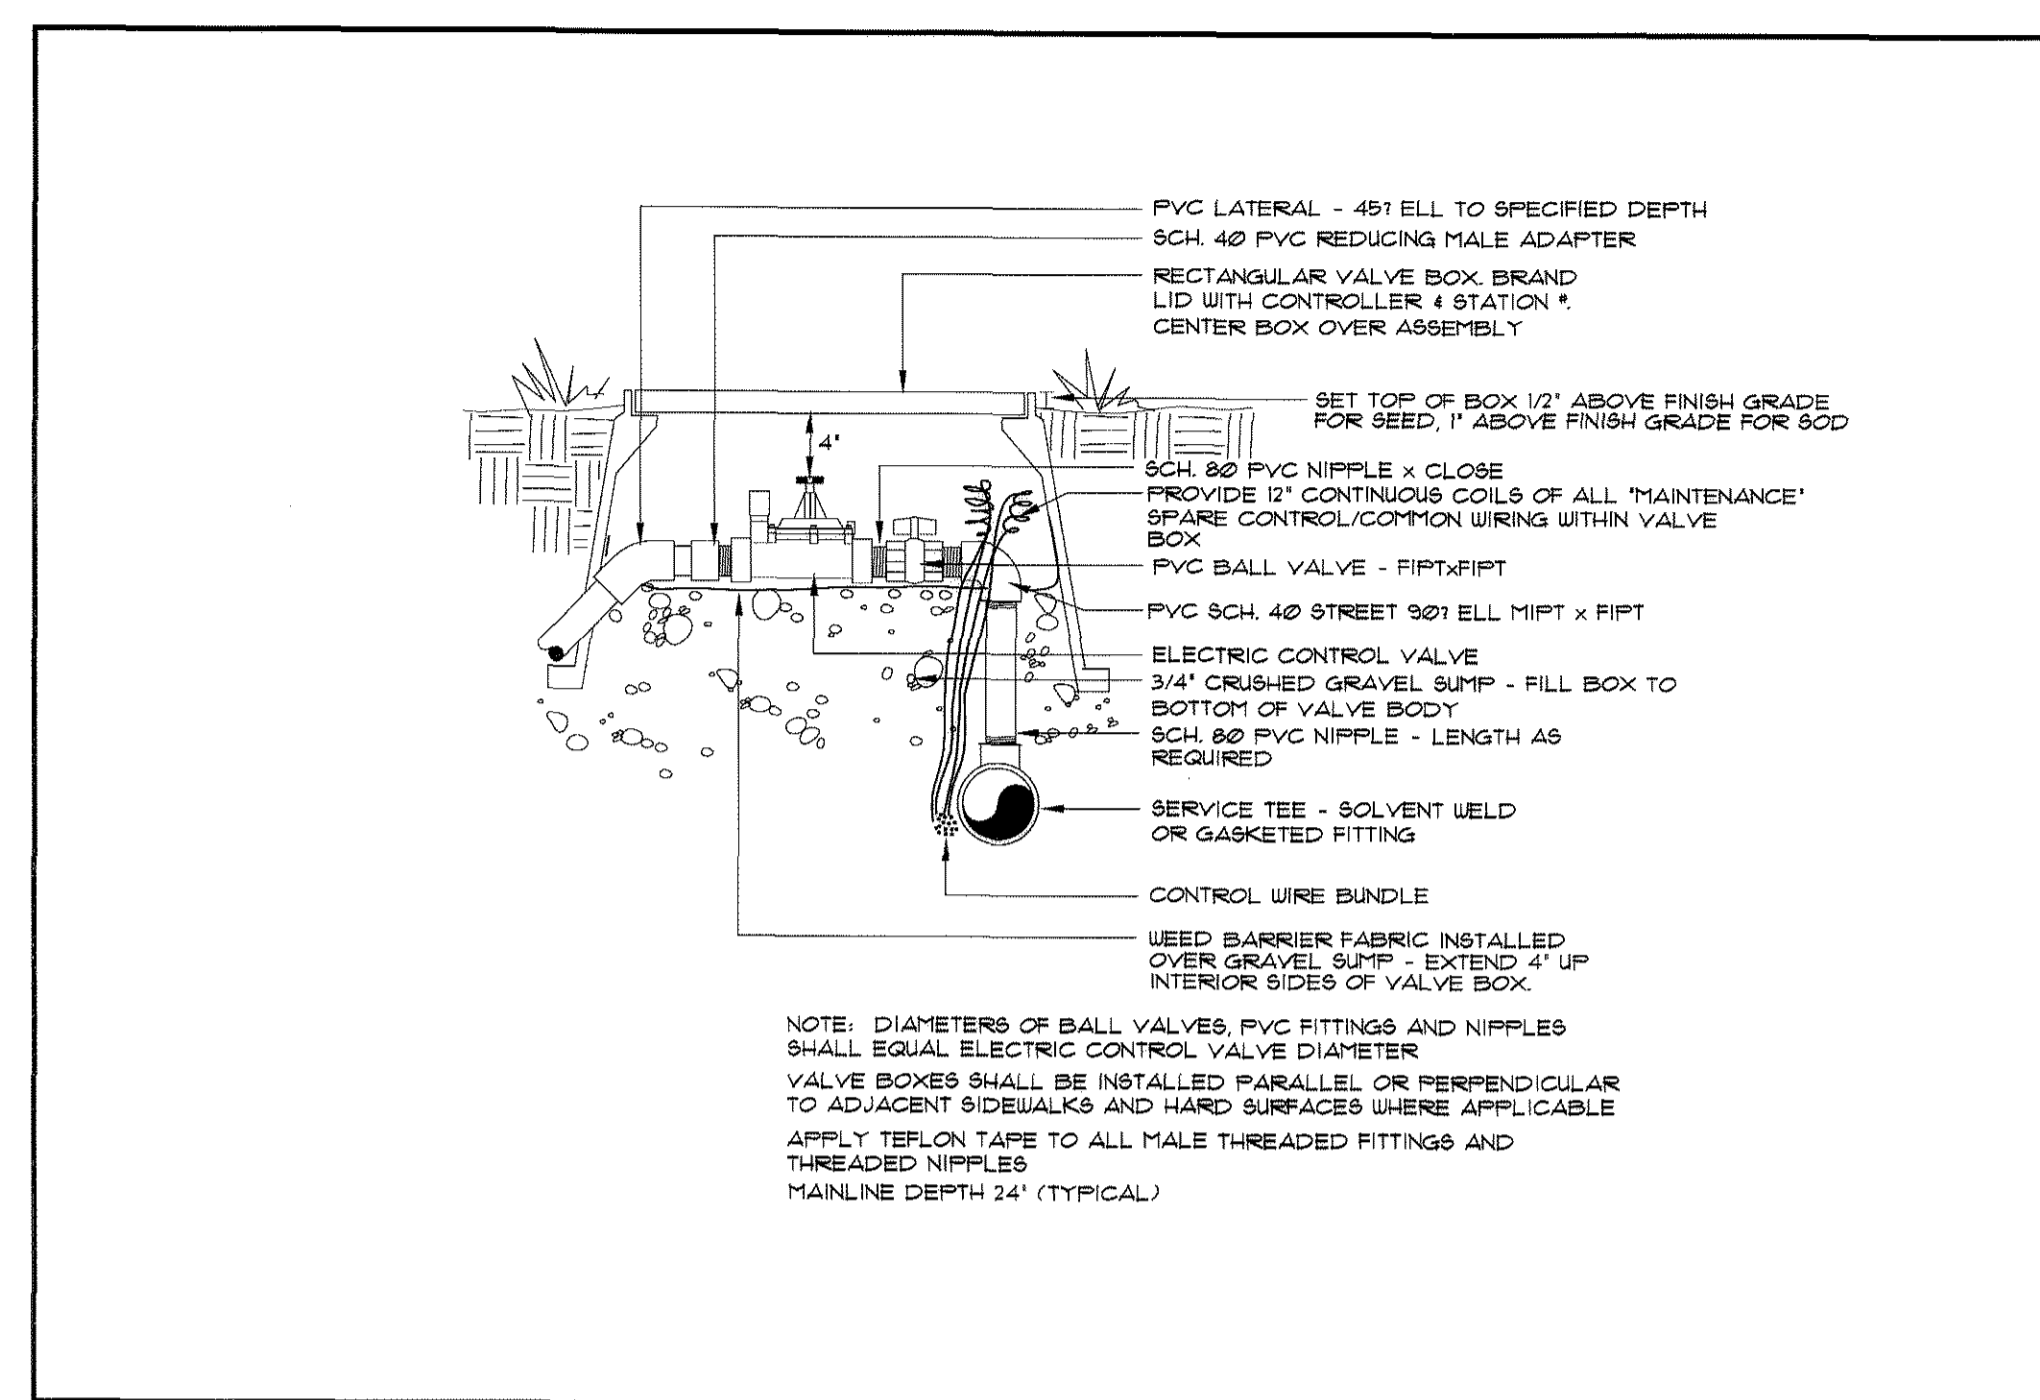 PVC LATERAL - 45? ELL TO SPECIFIED DEPTH
SCH. 40 PVC REDUCING MALE ADAPTER
RECTANGULAR VALVE BOX. BRAND
LID WITH CONTROLLER & STATION #.
CENTER BOX OVER ASSEMBLY
SET TOP OF BOX 1/2" ABOVE FINISH GRADE
FOR SEED, 1" ABOVE FINISH GRADE FOR SOD
4"
SCH. 80 PVC NIPPLE x CLOSE
PROVIDE 12" CONTINUOUS COILS OF ALL "MAINTENANCE"
SPARE CONTROL/COMMON WIRING WITHIN VALVE
BOX
PVC BALL VALVE - FIPTxFIPT
PVC SCH. 40 STREET 90? ELL MIPT x FIPT
ELECTRIC CONTROL VALVE
3/4" CRUSHED GRAVEL SUMP - FILL BOX TO
BOTTOM OF VALVE BODY
SCH. 80 PVC NIPPLE - LENGTH AS
REQUIRED
SERVICE TEE - SOLVENT WELD
OR GASKETED FITTING
CONTROL WIRE BUNDLE
WEED BARRIER FABRIC INSTALLED
OVER GRAVEL SUMP - EXTEND 4" UP
INTERIOR SIDES OF VALVE BOX.
NOTE: DIAMETERS OF BALL VALVES, PVC FITTINGS AND NIPPLES
SHALL EQUAL ELECTRIC CONTROL VALVE DIAMETER
VALVE BOXES SHALL BE INSTALLED PARALLEL OR PERPENDICULAR
TO ADJACENT SIDEWALKS AND HARD SURFACES WHERE APPLICABLE
APPLY TEFLON TAPE TO ALL MALE THREADED FITTINGS AND
THREADED NIPPLES
MAINLINE DEPTH 24" (TYPICAL)